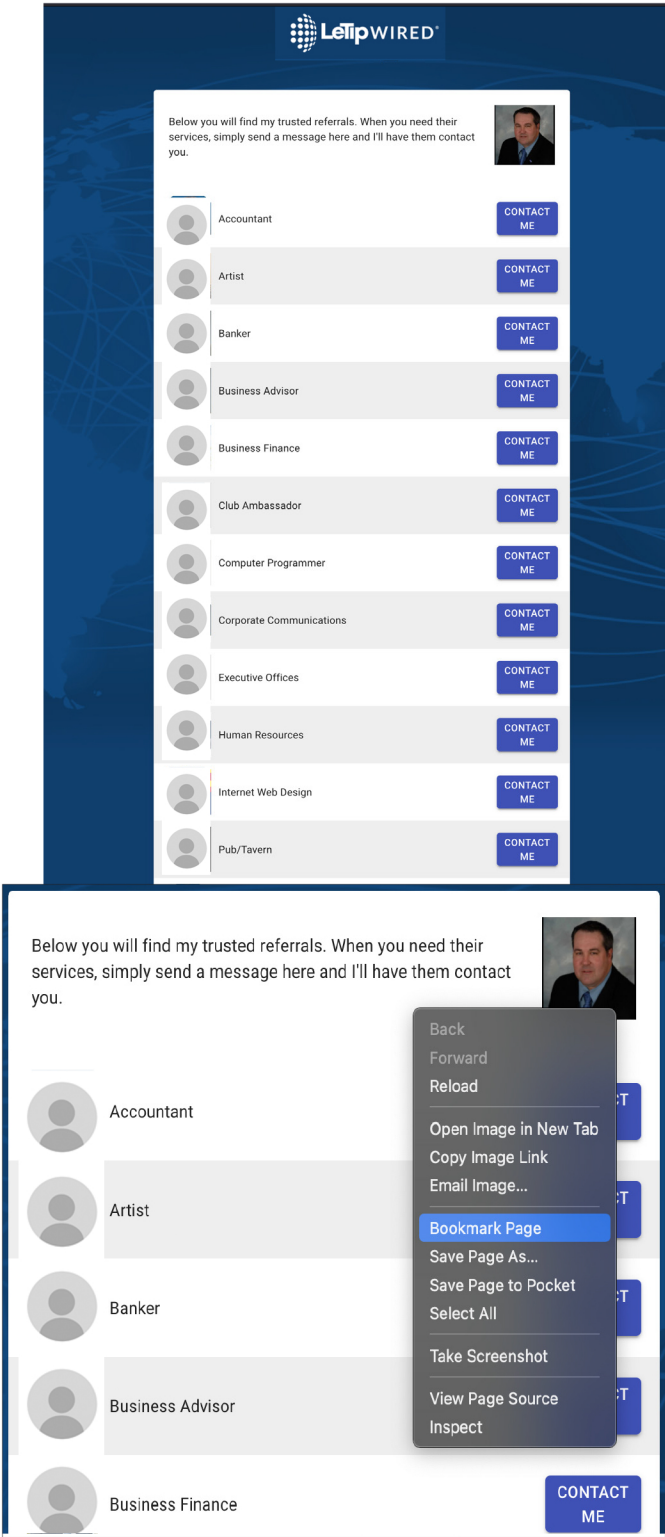 LeTip WIRED®
Below you will find my trusted referrals. When you need their
services, simply send a message here and I'll have them contact
you.
Accountant
CONTACT
ME
Artist
CONTACT
ME
Banker
CONTACT
ME
Business Advisor
CONTACT
ME
Business Finance
CONTACT
ME
Club Ambassador
CONTACT
ME
Computer Programmer
CONTACT
ME
Corporate Communications
CONTACT
ME
Executive Offices
CONTACT
ME
Human Resources
CONTACT
ME
Internet Web Design
CONTACT
ME
Pub/Tavern
CONTACT
ME
Below you will find my trusted referrals. When you need their
services, simply send a message here and I'll have them contact
you.
Back
Forward
Reload
Open Image in New Tab
Copy Image Link
Email Image...
Bookmark Page
Save Page As...
Save Page to Pocket
Select All
Take Screenshot
View Page Source
Inspect
Accountant
Artist
Banker
Business Advisor
Business Finance
CONTACT
ME